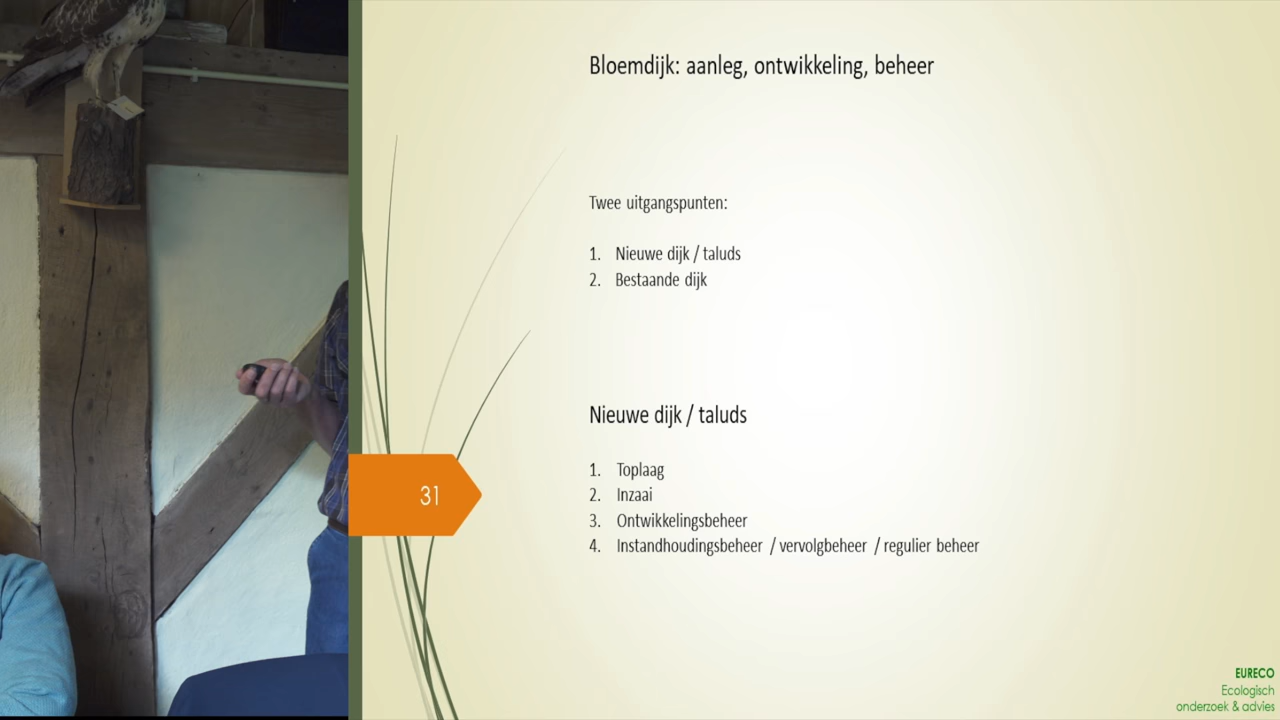 Bloemdijk: aanleg, ontwikkeling, beheer
Twee uitgangspunten:
1. Nieuwe dijk / taluds
2. Bestaande dijk
Nieuwe dijk / taluds
1. Toplaag
2. Inzaai
3. Ontwikkelingsbeheer
4. Instandhoudingsbeheer / vervolgbeheer / regulier beheer
31
EURECO
Ecologisch
onderzoek & advies